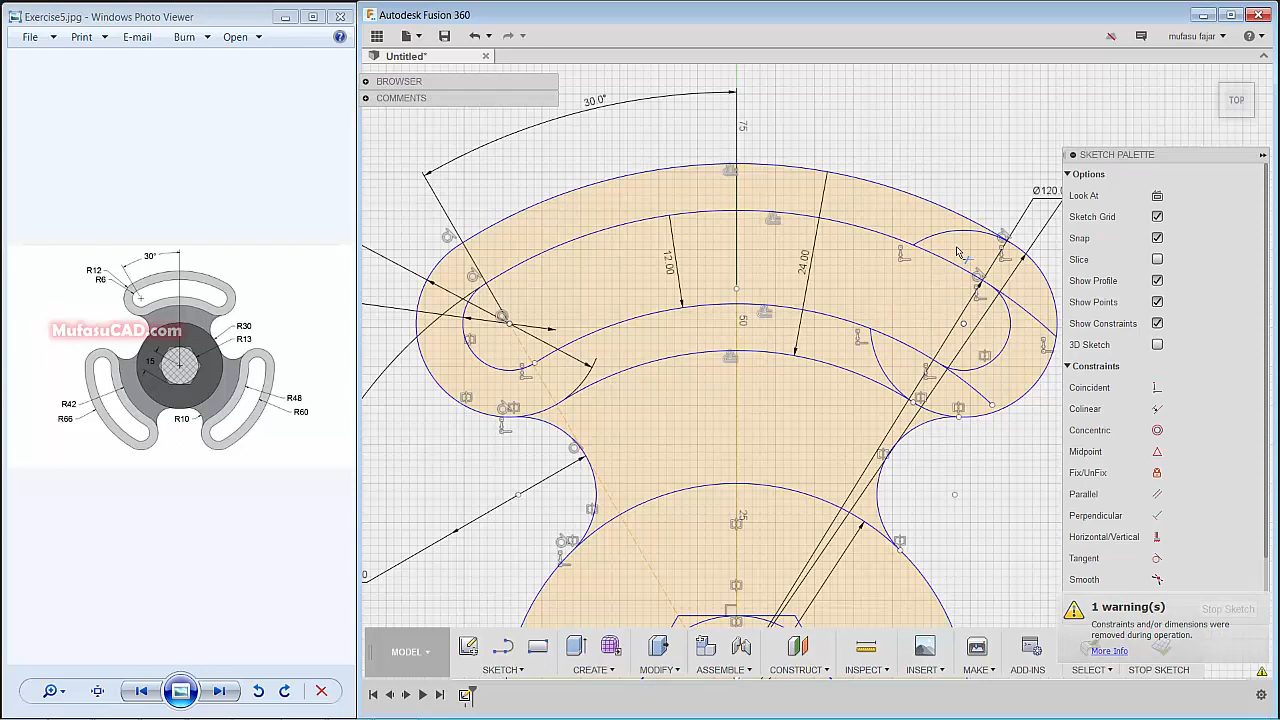 Exercise5.jpg - Windows Photo Viewer
File Print E-mail Burn Open
30°
R12
R6
MufasuCAD.com
R30
R13
15
R42
R66
R10
R48
R60
Autodesk Fusion 360
mufasu fajar
Untitled*
BROWSER
COMMENTS
TOP
30.0°
75
Ø120.0
12.00
24.00
50
25
0
SKETCH PALETTE
Options
Look At
Sketch Grid
Snap
Slice
Show Profile
Show Points
Show Constraints
3D Sketch
Constraints
Coincident
Colinear
Concentric
Midpoint
Fix/UnFix
Parallel
Perpendicular
Horizontal/Vertical
Tangent
Smooth
1 warning(s)
Stop Sketch
Constraints and/or dimensions were
removed during operation.
More Info
MODEL
SKETCH CREATE MODIFY ASSEMBLE CONSTRUCT INSPECT INSERT MAKE ADD-INS SELECT STOP SKETCH